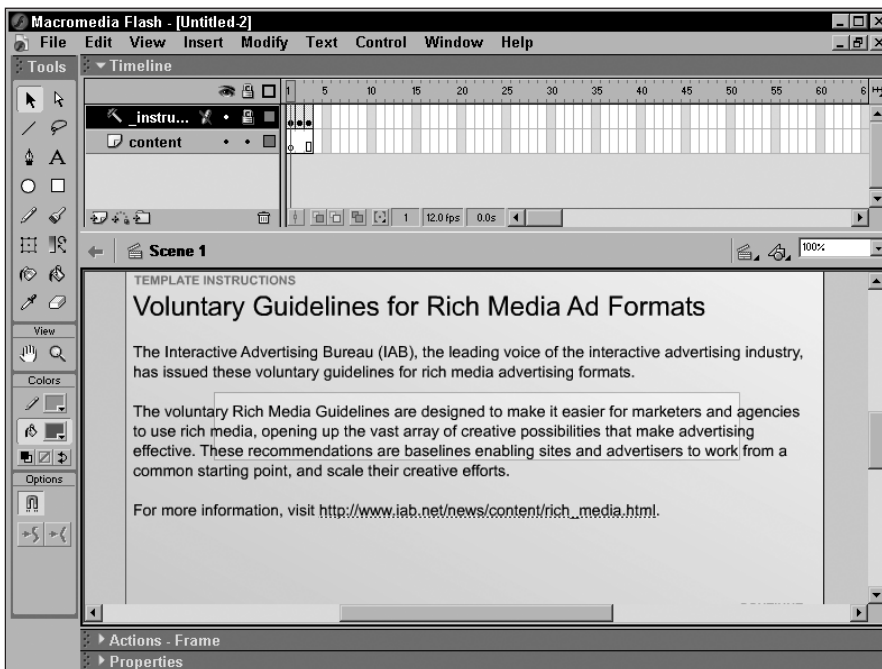 Macromedia Flash - [Untitled-2]
File Edit View Insert Modify Text Control Window Help
Tools
Timeline
1 5 10 15 20 25 30 35 40 45 50 55 60 6
_instru...
content
1 12.0 fps 0.0s
Scene 1
100%
TEMPLATE INSTRUCTIONS
Voluntary Guidelines for Rich Media Ad Formats
The Interactive Advertising Bureau (IAB), the leading voice of the interactive advertising industry,
has issued these voluntary guidelines for rich media advertising formats.
The voluntary Rich Media Guidelines are designed to make it easier for marketers and agencies
to use rich media, opening up the vast array of creative possibilities that make advertising
effective. These recommendations are baselines enabling sites and advertisers to work from a
common starting point, and scale their creative efforts.
For more information, visit http://www.iab.net/news/content/rich_media.html.
View
Colors
Options
Actions - Frame
Properties